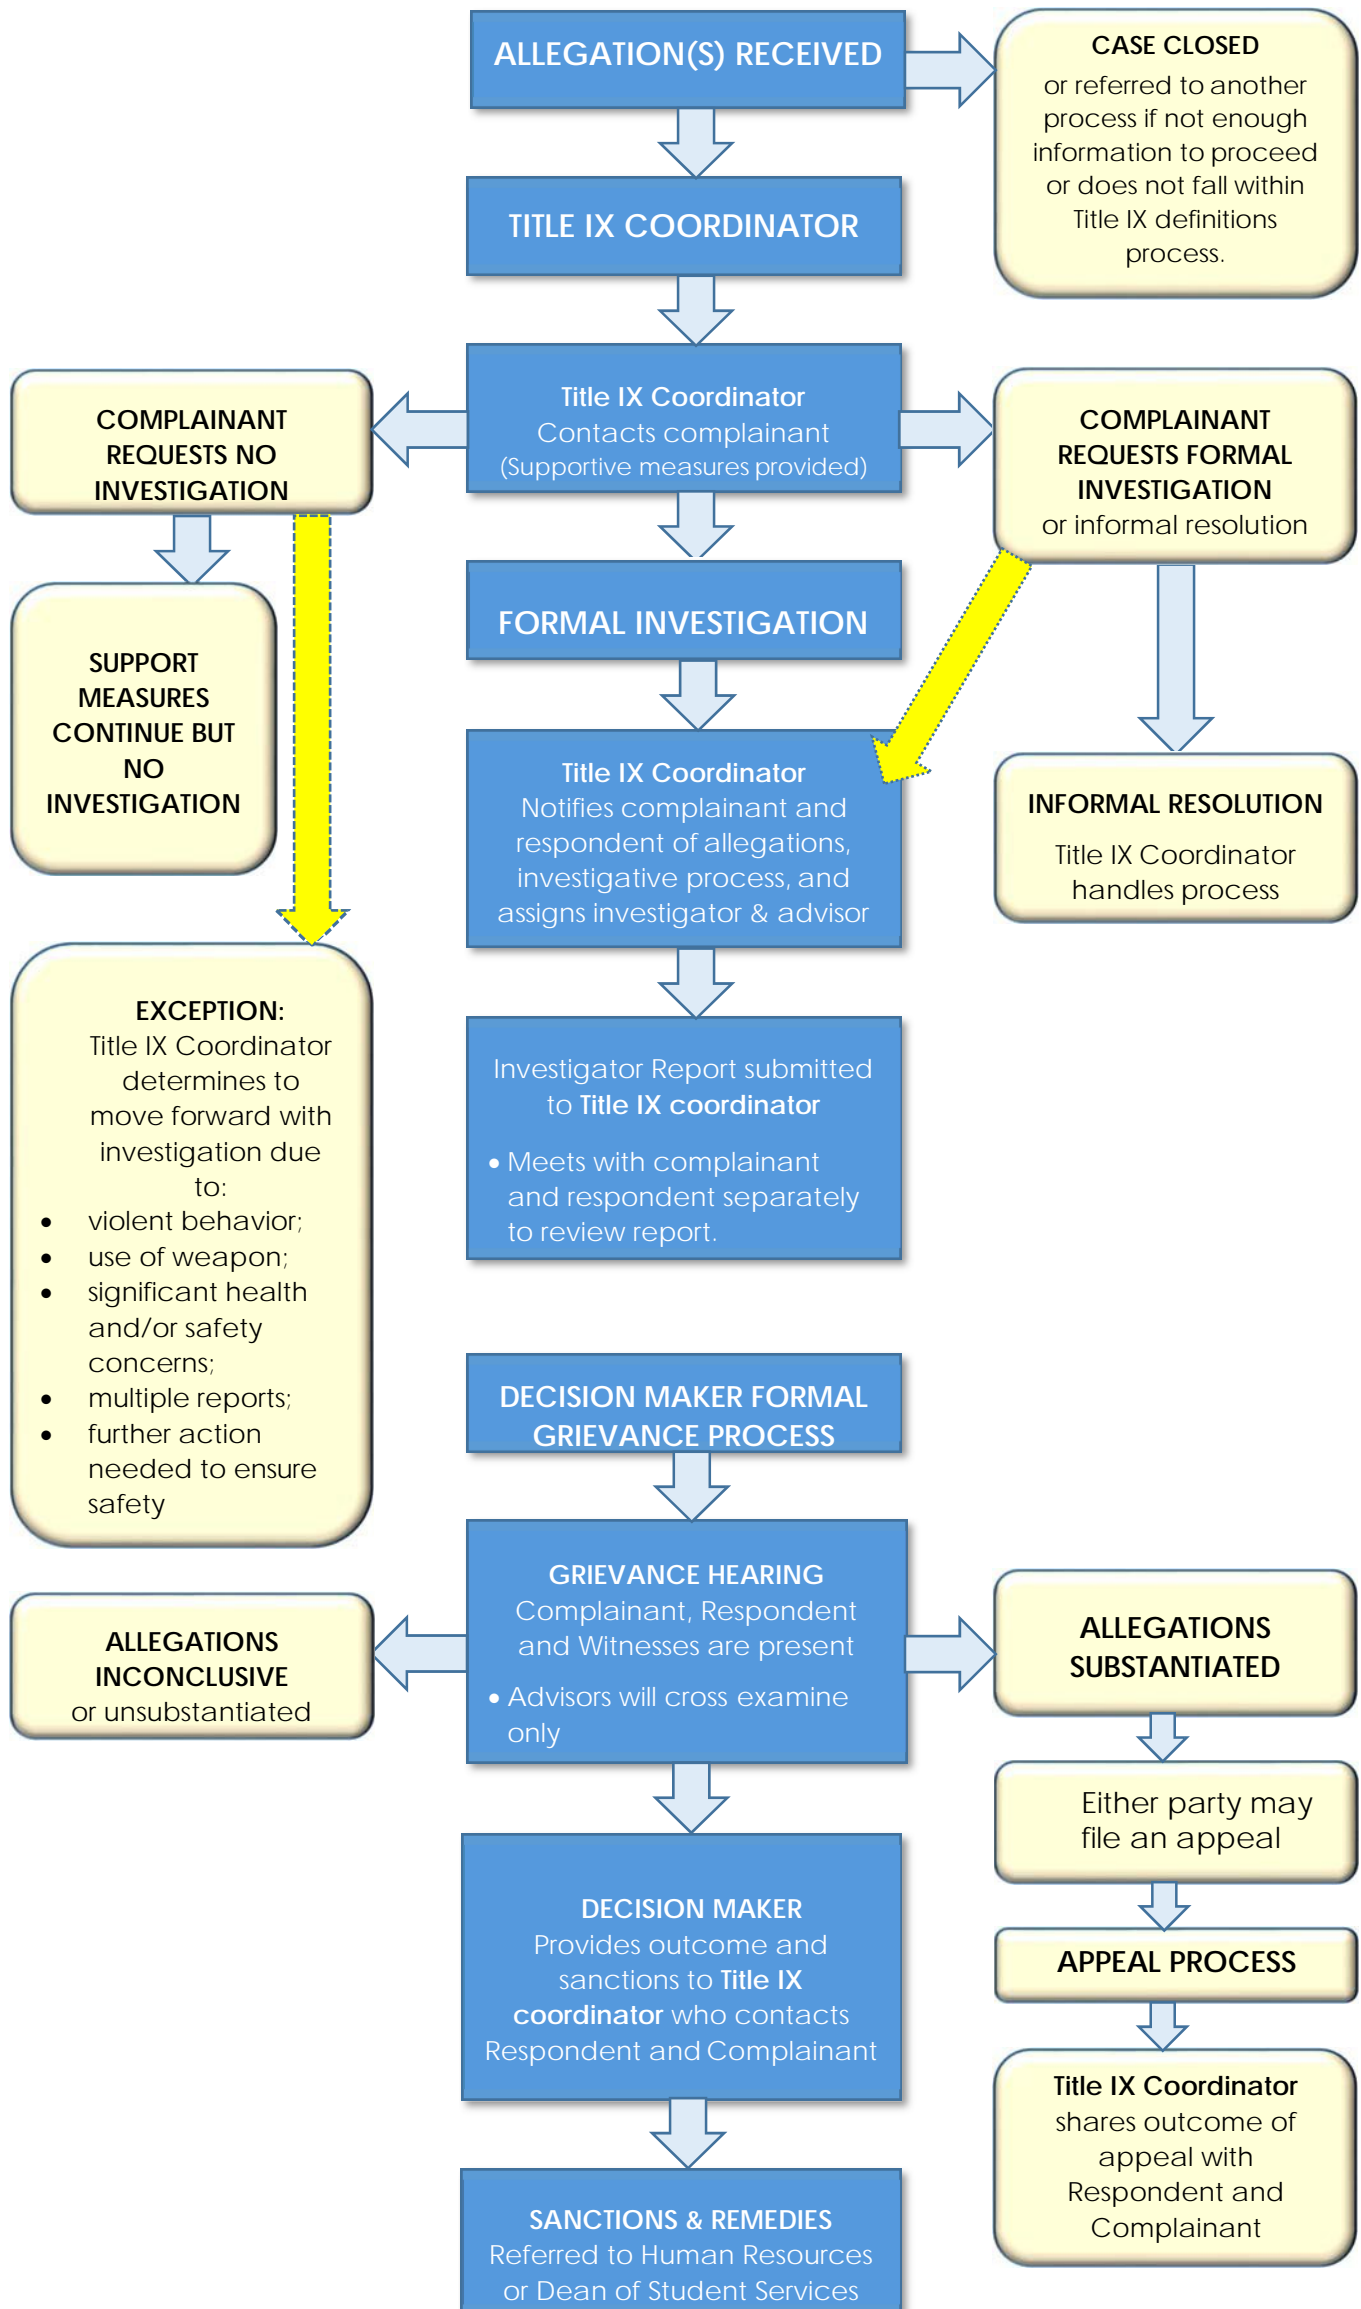 ALLEGATION(S) RECEIVED
CASE CLOSED
or referred to another
process if not enough
information to proceed
or does not fall within
Title IX definitions
process.
TITLE IX COORDINATOR
COMPLAINANT
REQUESTS NO
INVESTIGATION
Title IX Coordinator
Contacts complainant
(Supportive measures provided)
COMPLAINANT
REQUESTS FORMAL
INVESTIGATION
or informal resolution
FORMAL INVESTIGATION
SUPPORT
MEASURES
CONTINUE BUT
NO
INVESTIGATION
Title IX Coordinator
Notifies complainant and
respondent of allegations,
investigative process, and
assigns investigator & advisor
INFORMAL RESOLUTION
Title IX Coordinator
handles process
EXCEPTION:
Title IX Coordinator
determines to
move forward with
investigation due
to:
• violent behavior;
• use of weapon;
• significant health
and/or safety
concerns;
• multiple reports;
• further action
needed to ensure
safety
Investigator Report submitted
to Title IX coordinator
• Meets with complainant
and respondent separately
to review report.
DECISION MAKER FORMAL
GRIEVANCE PROCESS
ALLEGATIONS
INCONCLUSIVE
or unsubstantiated
GRIEVANCE HEARING
Complainant, Respondent
and Witnesses are present
• Advisors will cross examine
only
ALLEGATIONS
SUBSTANTIATED
Either party may
file an appeal
DECISION MAKER
Provides outcome and
sanctions to Title IX
coordinator who contacts
Respondent and Complainant
APPEAL PROCESS
Title IX Coordinator
shares outcome of
appeal with
Respondent and
Complainant
SANCTIONS & REMEDIES
Referred to Human Resources
or Dean of Student Services